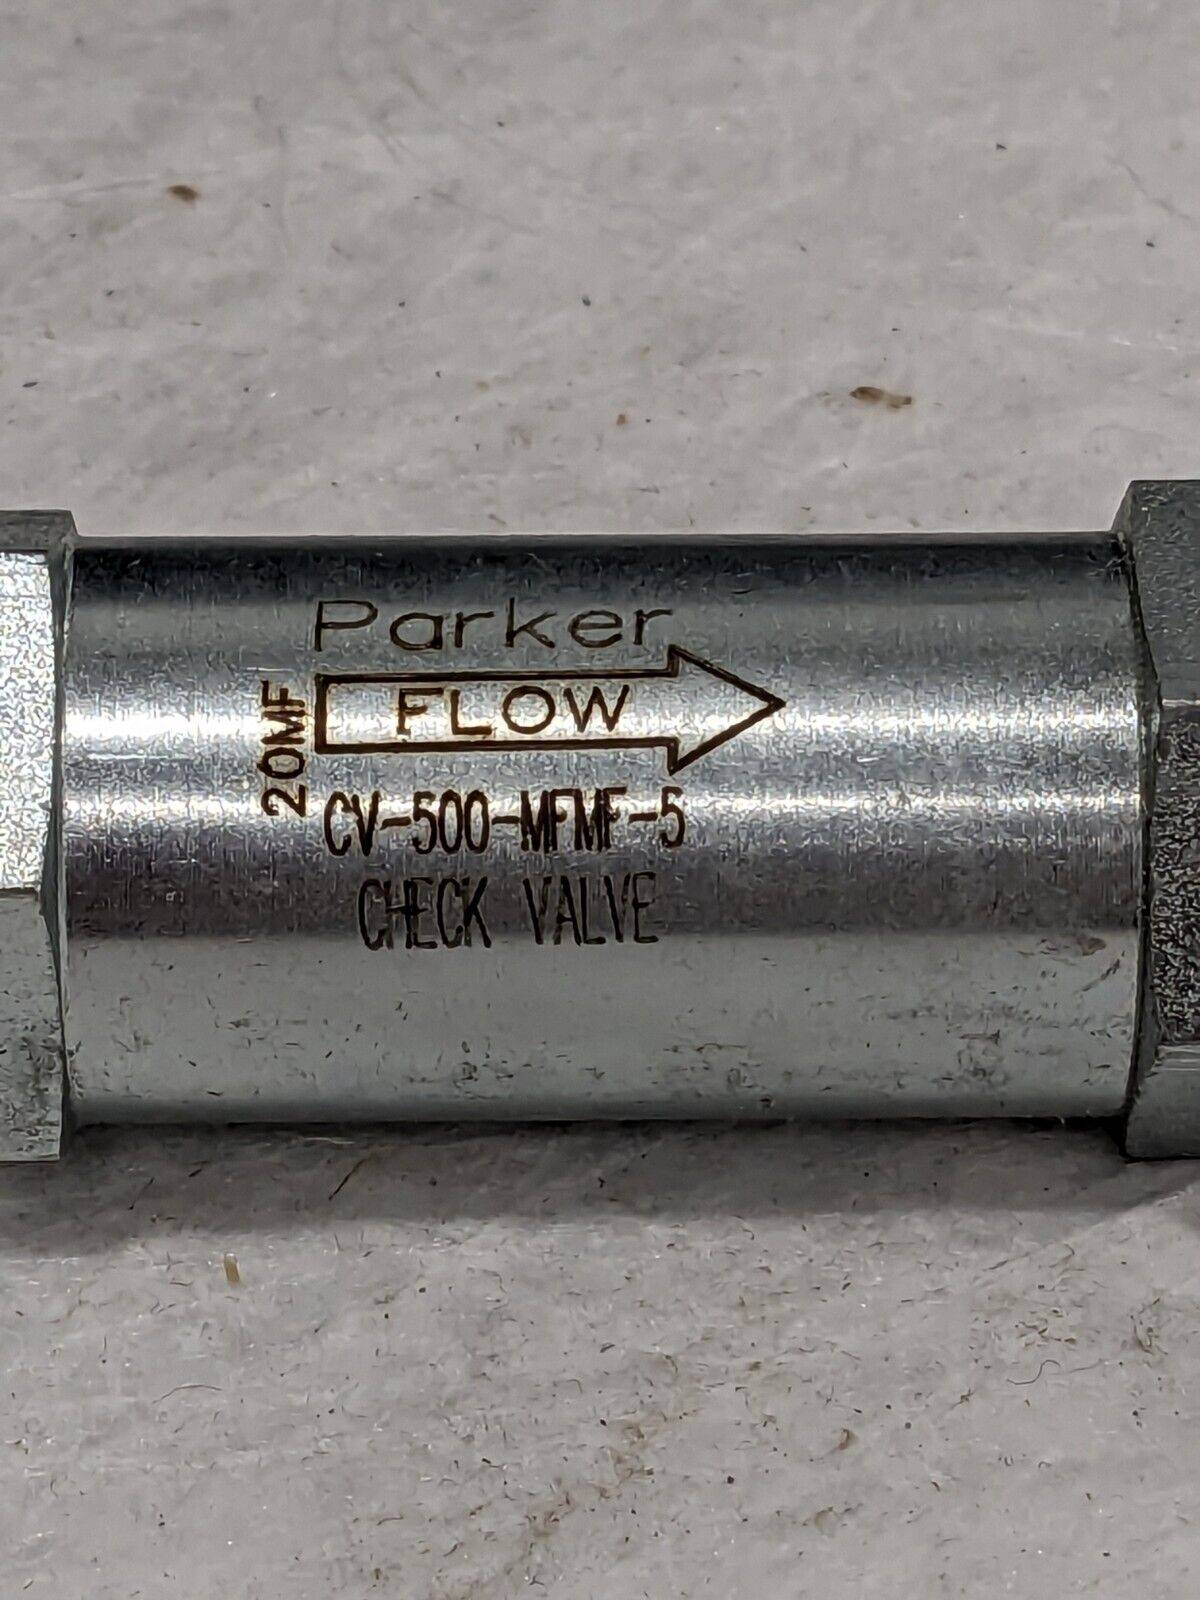 Parker
FLOW
20MF
CV-500-MFMF-5
CHECK VALVE